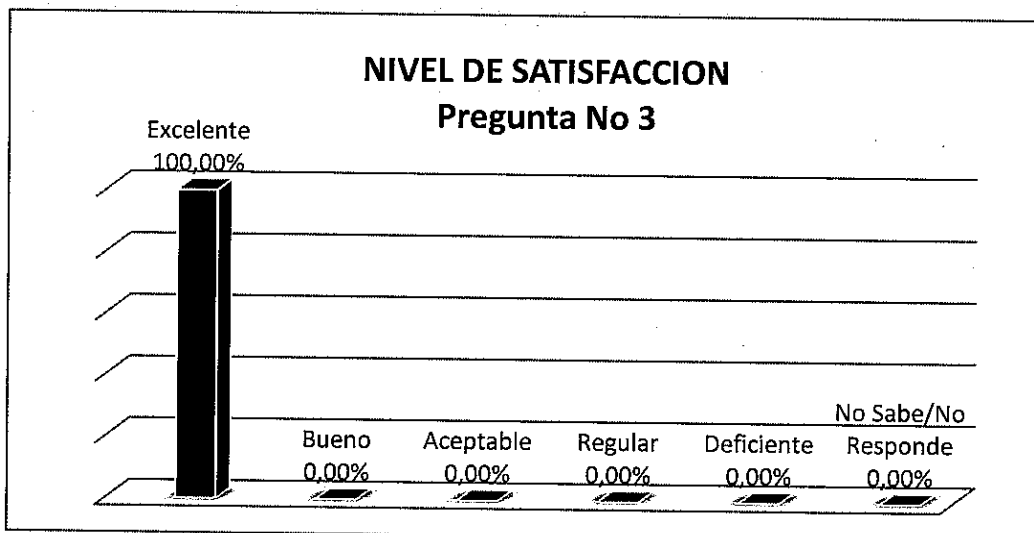 NIVEL DE SATISFACCION
Pregunta No 3
Excelente
100,00%
Bueno
0,00%
Aceptable
0,00%
Regular
0,00%
Deficiente
0,00%
No Sabe/No
Responde
0,00%